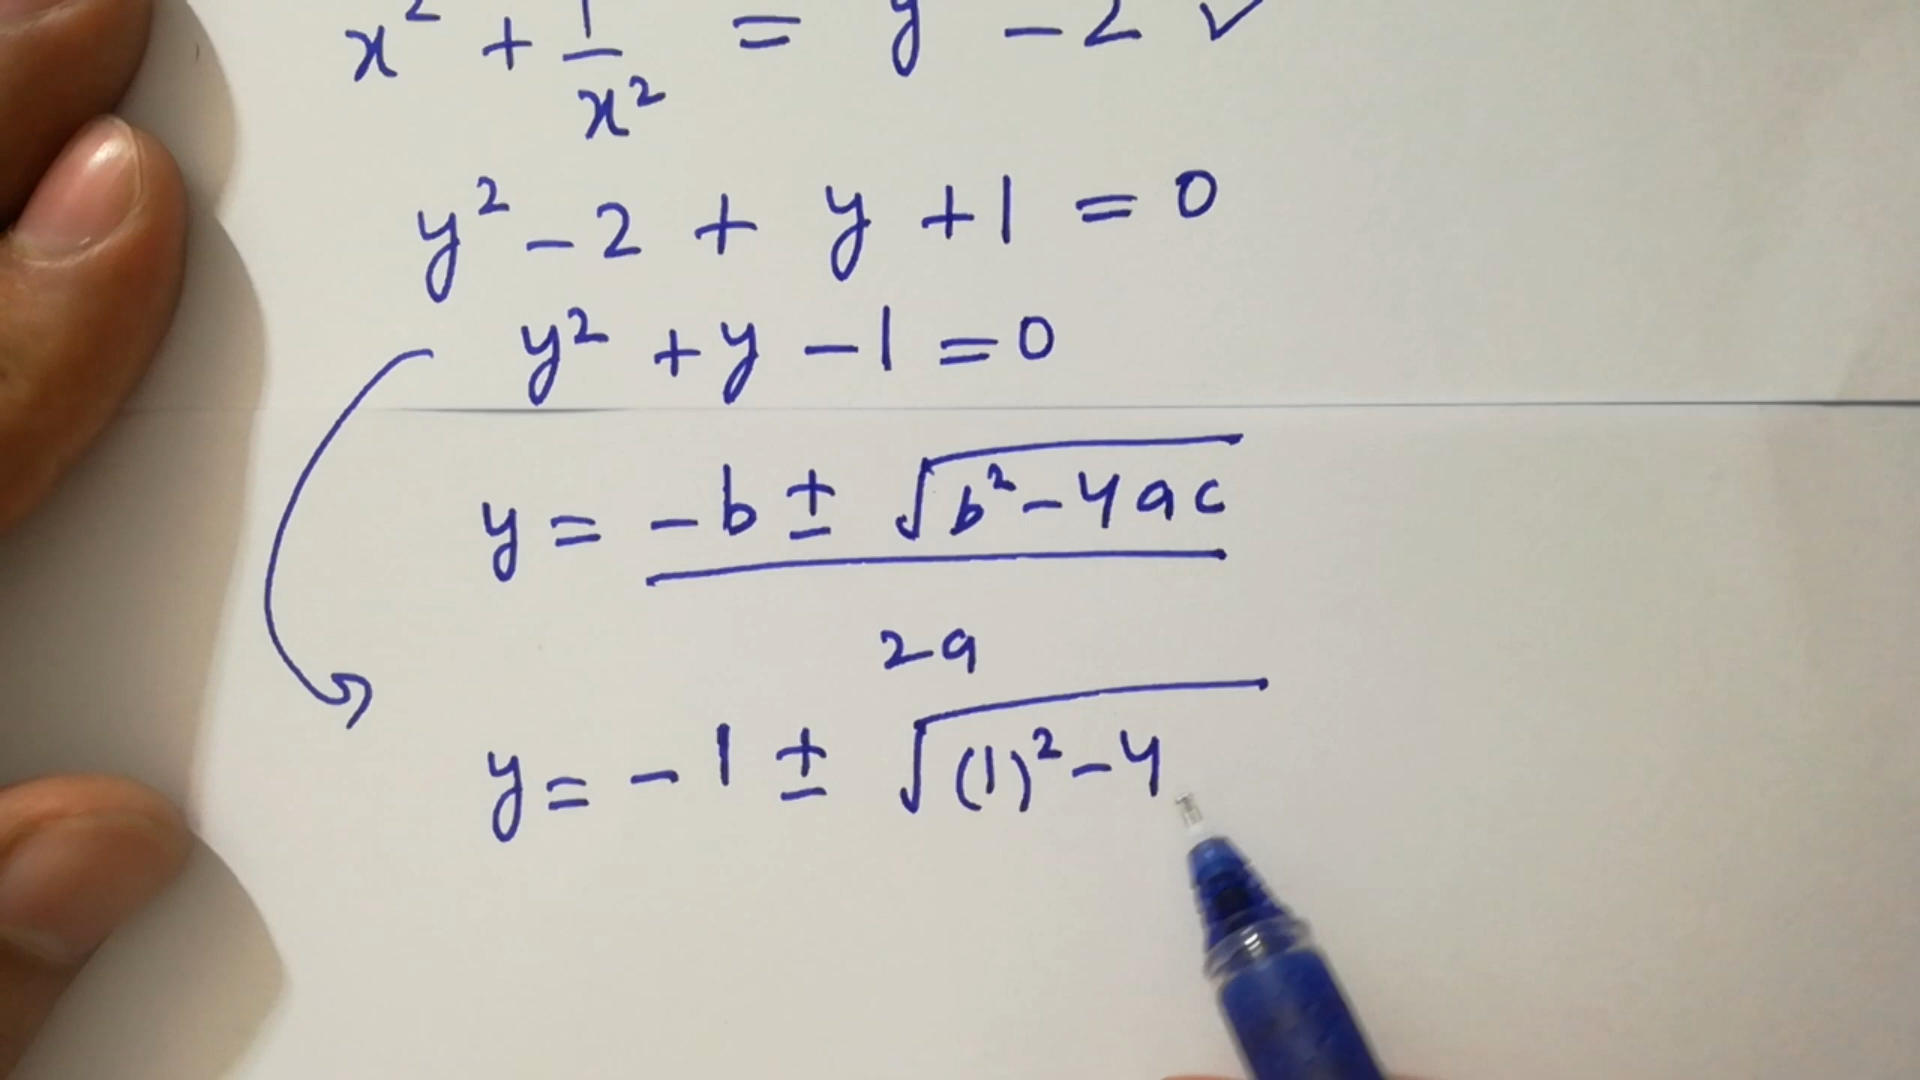 x² + 1/x² = y - 2 ✓
y² - 2 + y + 1 = 0
y² + y - 1 = 0
y = (-b ± √(b² - 4ac))/2a
y = -1 ± √((1)² - 4